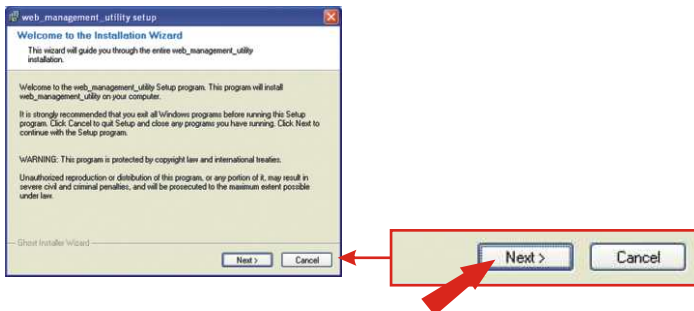 web_management_utility setup
Welcome to the Installation Wizard
This wizard will guide you through the entire web_management_utility
installation.
Welcome to the web_management_utility Setup program. This program will install
web_management_utility on your computer.
It is strongly recommended that you exit all Windows programs before running this Setup
program. Click Cancel to quit Setup and close any programs you have running. Click Next to
continue with the Setup program.
WARNING: This program is protected by copyright law and international treaties.
Unauthorized reproduction or distribution of this program, or any portion of it, may result in
severe civil and criminal penalties, and will be prosecuted to the maximum extent possible
under law.
Ghost Installer Wizard
Next > Cancel
Next > Cancel